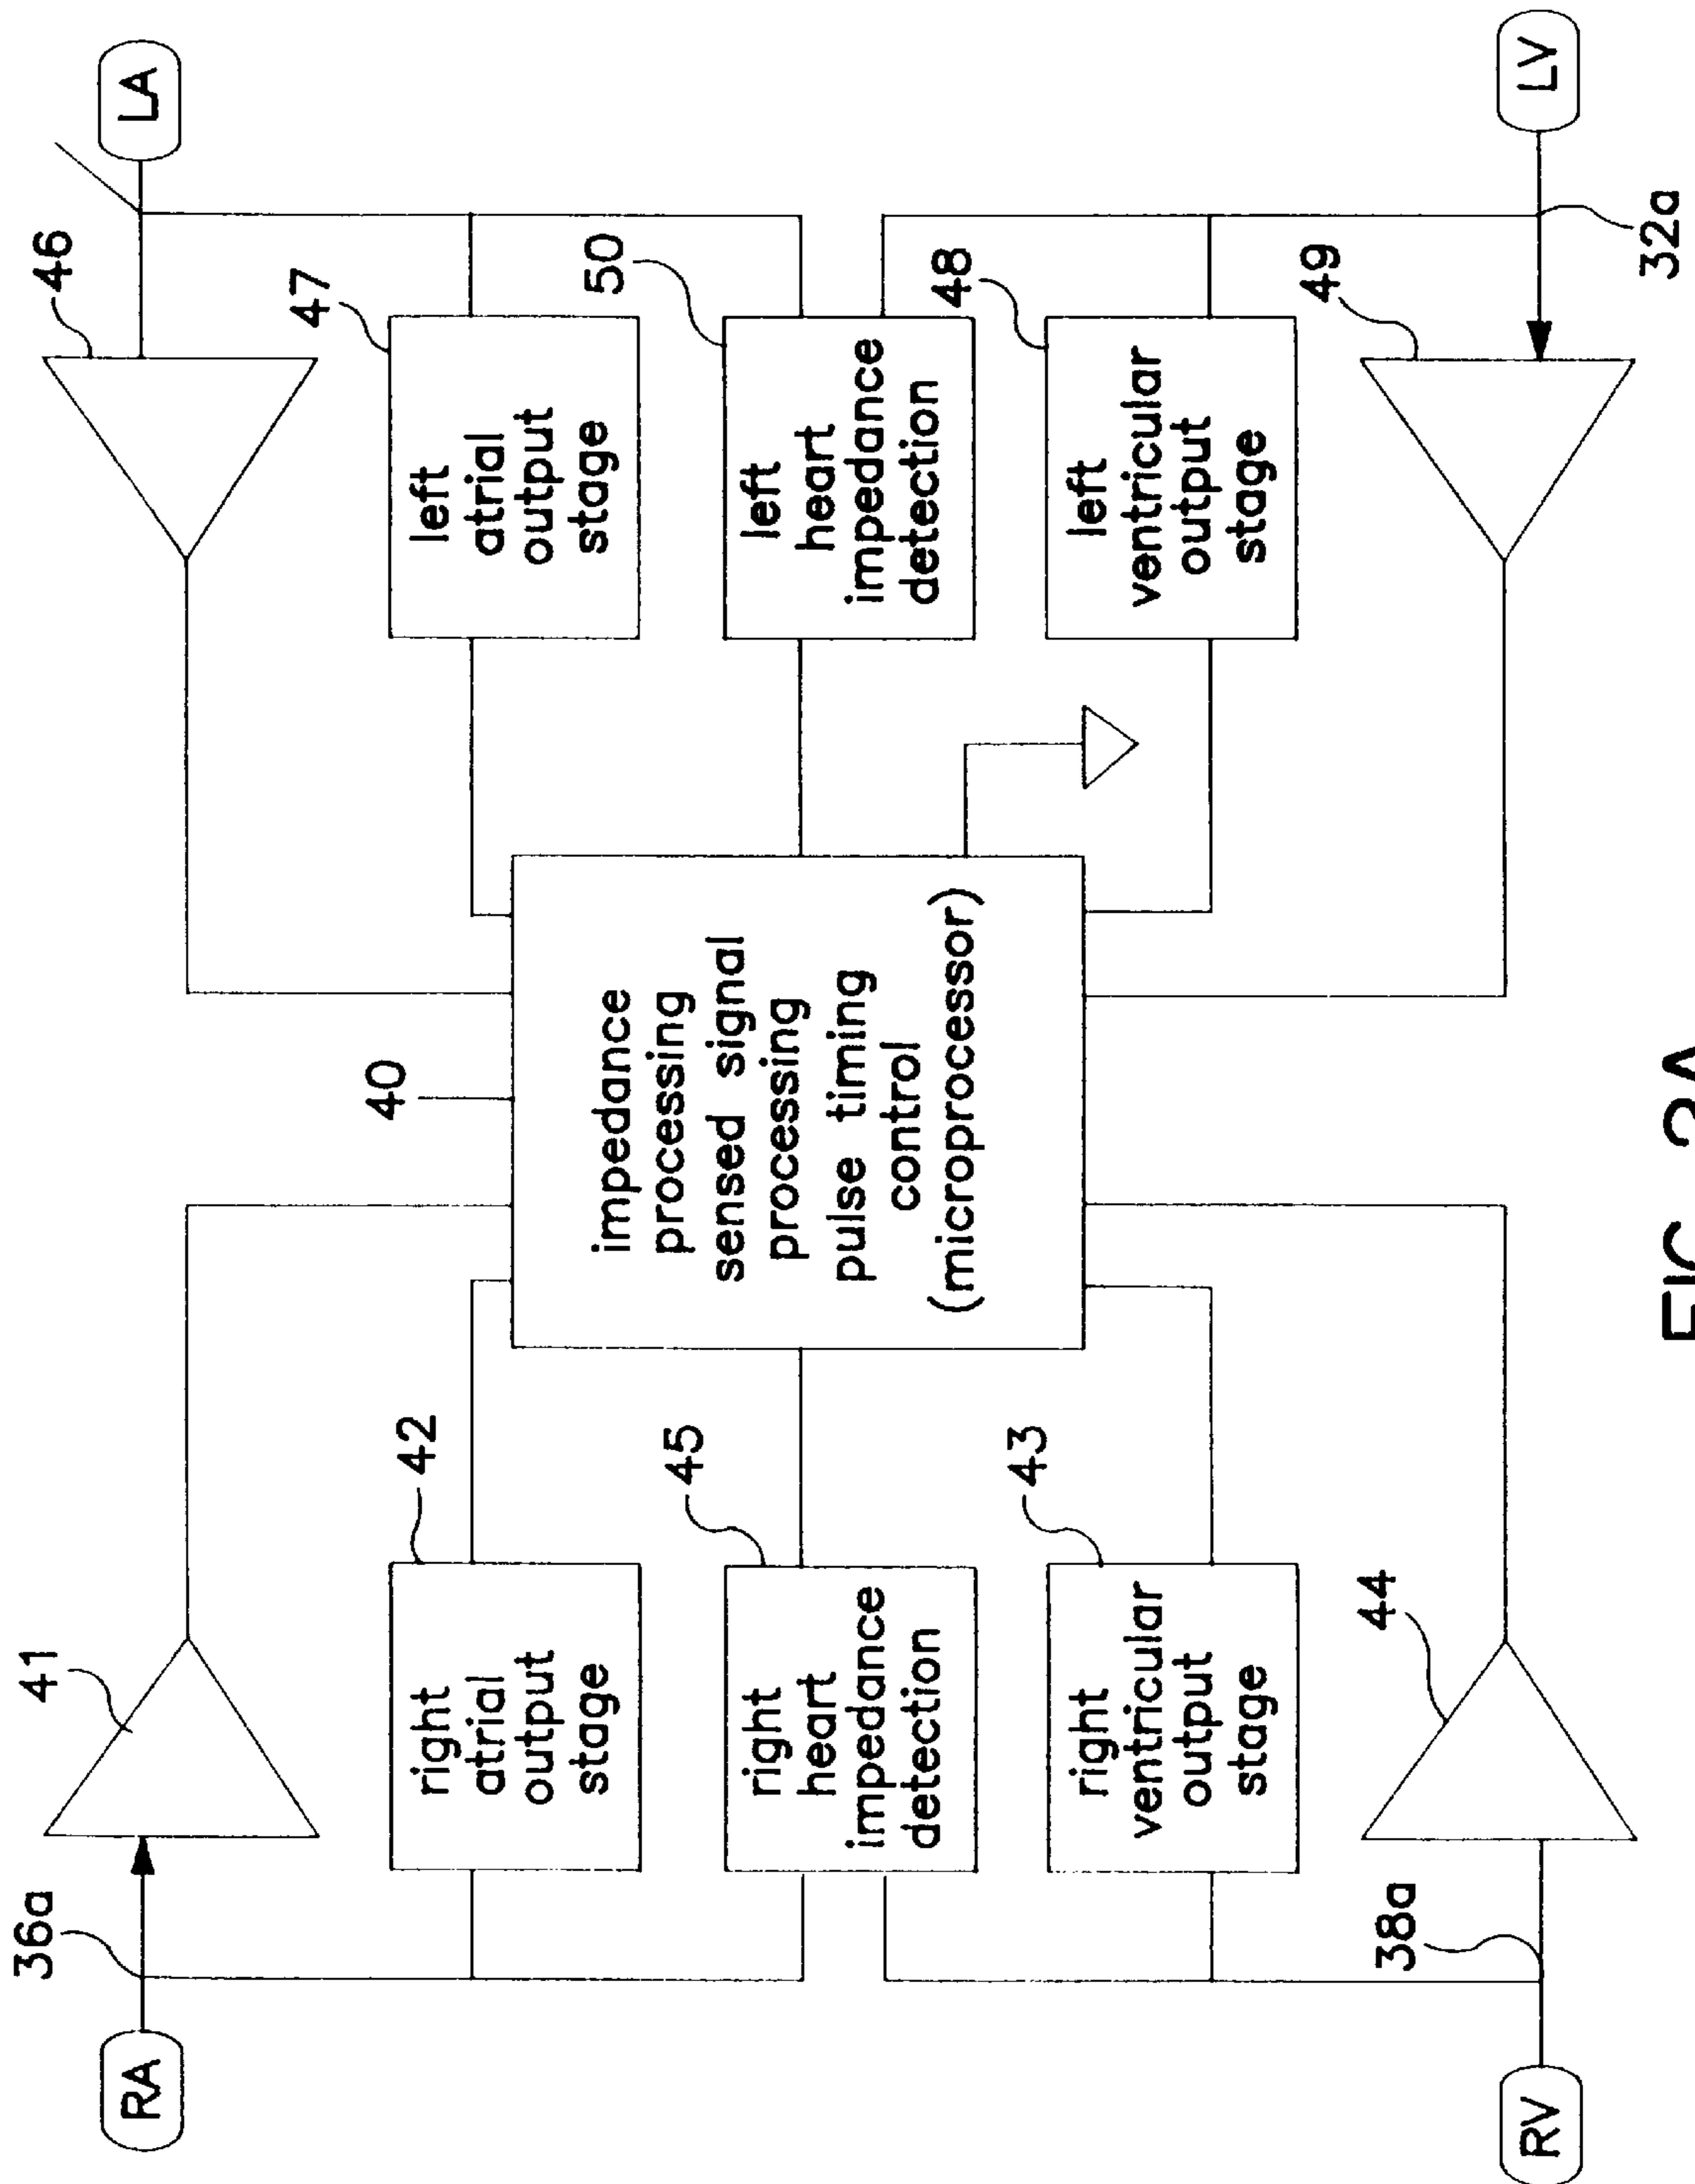 36a
41
46
RA
LA
42
47
right
atrial
output
stage
left
atrial
output
stage
40
45
50
right
heart
impedance
detection
impedance
processing
sensed signal
processing
pulse timing
control
(microprocessor)
left
heart
impedance
detection
43
48
right
ventricular
output
stage
left
ventricular
output
stage
44
49
38a
RV
LV
32a
FIG